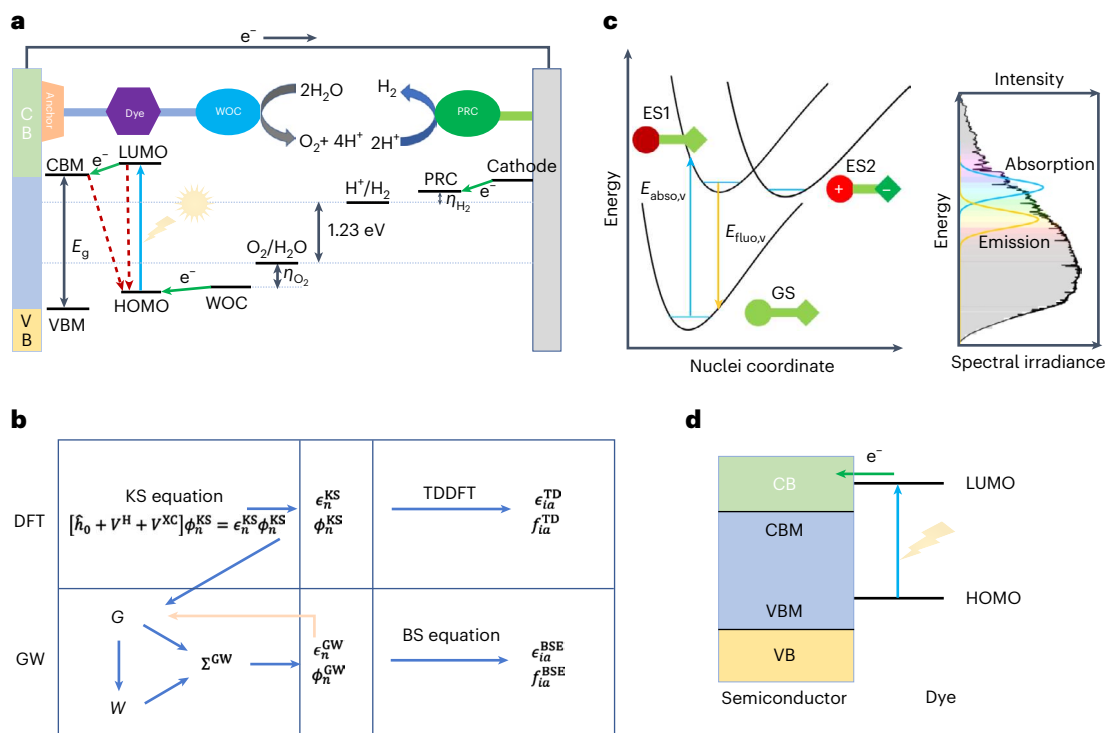 a
e⁻
CB
Anchor
Dye
WOC
2H₂O
O₂+ 4H⁺
H₂
2H⁺
PRC
CBM
e⁻
LUMO
E_g
VBM
HOMO
e⁻
WOC
O₂/H₂O
η_O₂
H⁺/H₂
1.23 eV
PRC
η_H₂
e⁻
Cathode
VB
b
DFT
KS equation
[ĥ₀ + V^H + V^XC]ϕ_n^KS = ϵ_n^KS ϕ_n^KS
ϵ_n^KS
ϕ_n^KS
TDDFT
ϵ_ia^TD
f_ia^TD
GW
G
W
Σ^GW
ϵ_n^GW
ϕ_n^GW
BS equation
ϵ_ia^BSE
f_ia^BSE
c
Energy
ES1
ES2
+
−
E_abso,v
E_fluo,v
GS
Nuclei coordinate
Intensity
Energy
Absorption
Emission
Spectral irradiance
d
CB
CBM
VBM
VB
e⁻
LUMO
HOMO
Semiconductor
Dye